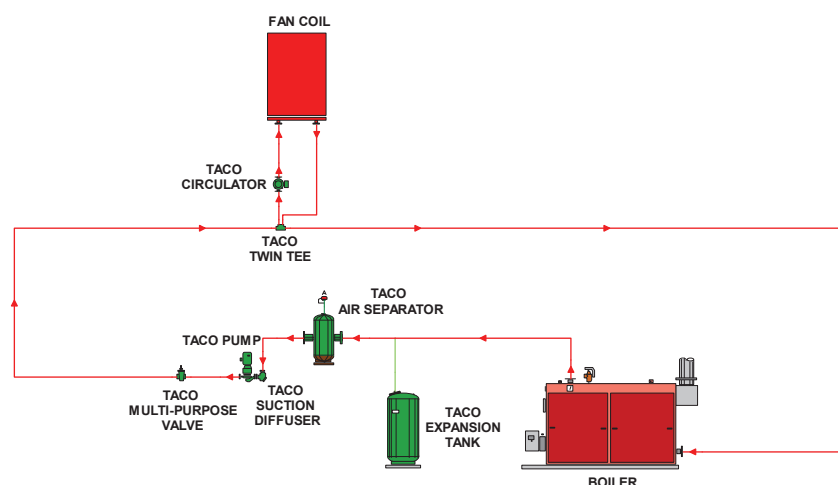 FAN COIL
TACO
CIRCULATOR
TACO
TWIN TEE
TACO
AIR SEPARATOR
TACO PUMP
TACO
MULTI-PURPOSE
VALVE
TACO
SUCTION
DIFFUSER
TACO
EXPANSION
TANK
BOILER